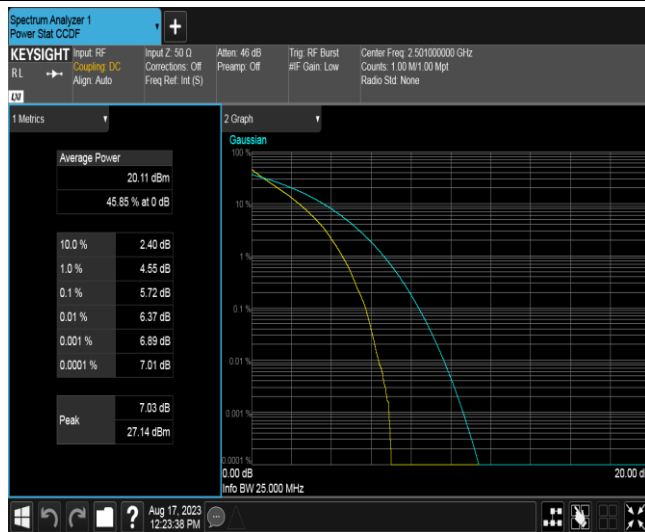 Spectrum Analyzer 1
Power Stat CCDF
+
KEYSIGHT
RL
LXI
Input: RF
Coupling: DC
Align: Auto
Input Z: 50 Ω
Corrections: Off
Freq Ref: Int (S)
Atten: 46 dB
Preamp: Off
Trig: RF Burst
#IF Gain: Low
Center Freq: 2.501000000 GHz
Counts: 1.00 M/1.00 Mpt
Radio Std: None
1 Metrics
Average Power
20.11 dBm
45.85 % at 0 dB
10.0 % 2.40 dB
1.0 % 4.55 dB
0.1 % 5.72 dB
0.01 % 6.37 dB
0.001 % 6.89 dB
0.0001 % 7.01 dB
Peak
7.03 dB
27.14 dBm
2 Graph
Gaussian
100 %
10 %
1 %
0.1 %
0.01 %
0.001 %
0.0001 %
0.00 dB
20.00 d
Info BW 25.000 MHz
?
Aug 17, 2023
12:23:38 PM